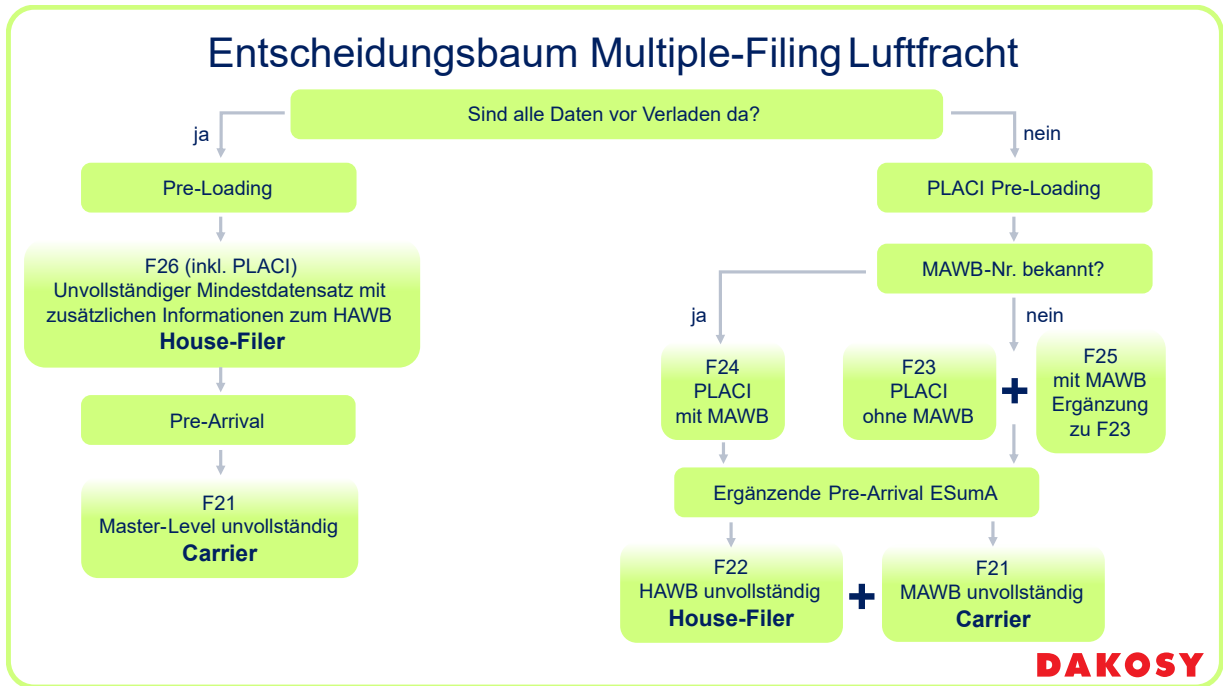 Entscheidungsbaum Multiple-Filing Luftfracht
Sind alle Daten vor Verladen da?
ja
nein
Pre-Loading
PLACI Pre-Loading
F26 (inkl. PLACI)
Unvollständiger Mindestdatensatz mit
zusätzlichen Informationen zum HAWB
House-Filer
MAWB-Nr. bekannt?
ja
nein
F24
PLACI
mit MAWB
F23
PLACI
ohne MAWB
+
F25
mit MAWB
Ergänzung
zu F23
Pre-Arrival
Ergänzende Pre-Arrival ESumA
F21
Master-Level unvollständig
Carrier
F22
HAWB unvollständig
House-Filer
+
F21
MAWB unvollständig
Carrier
DAKOSY